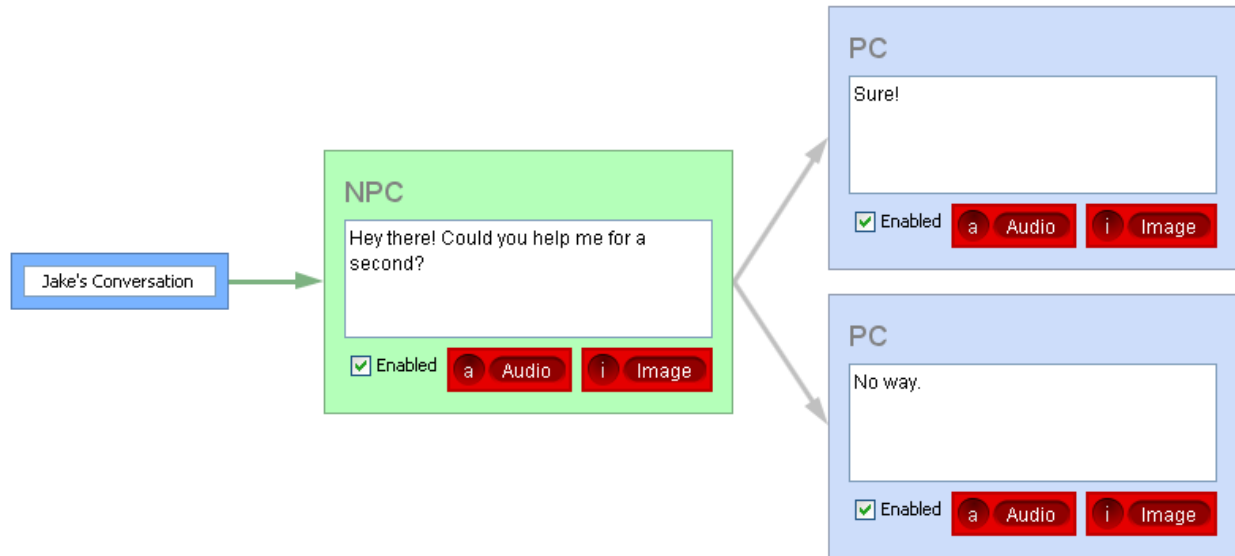 Jake's Conversation
NPC
Hey there! Could you help me for a
second?
Enabled
a Audio
i Image
PC
Sure!
Enabled
a Audio
i Image
PC
No way.
Enabled
a Audio
i Image